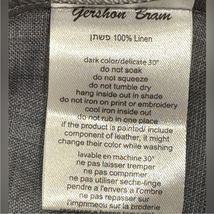 Gershon Bram
פשתן 100% Linen
dark color/delicate 30°
do not soak
do not squeeze
do not tumble dry
hang inside out in shade
do not iron on print or embroidery
cool iron inside out
do not rub in one place
if the product is painted/ include
component of leather, it might
change their color while washing
lavable en machine 30°
ne pas laisser tremper
ne pas comprimer
ne pas utiliser seche-linge
pendre a l'envers a l'ombre
ne pas repasser sur
l'imprimeou sur la broderie